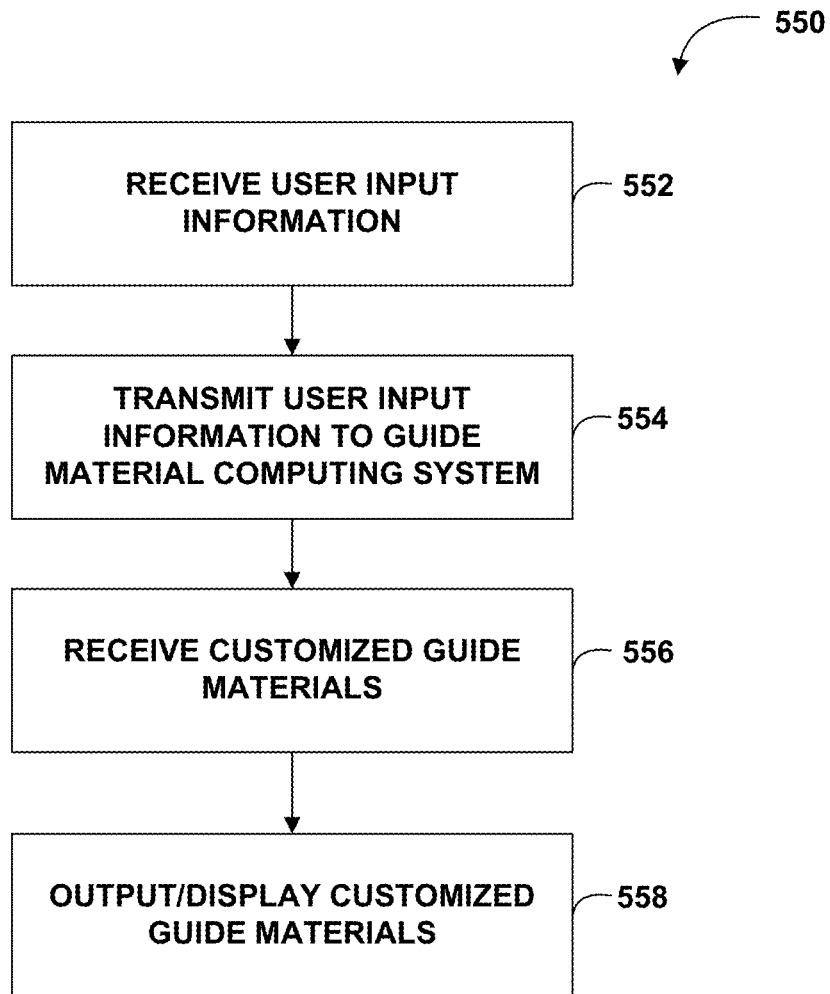 550
RECEIVE USER INPUT
INFORMATION
552
TRANSMIT USER INPUT
INFORMATION TO GUIDE
MATERIAL COMPUTING SYSTEM
554
RECEIVE CUSTOMIZED GUIDE
MATERIALS
556
OUTPUT/DISPLAY CUSTOMIZED
GUIDE MATERIALS
558